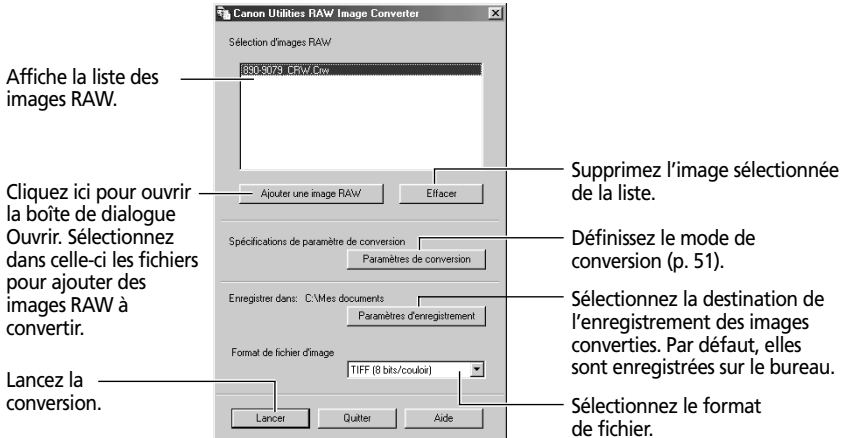 Canon Utilities RAW Image Converter
Sélection d'images RAW
890-9079_CRW.Crw
Ajouter une image RAW
Effacer
Spécifications de paramètre de conversion
Paramètres de conversion
Enregistrer dans: C:\Mes documents
Paramètres d'enregistrement
Format de fichier d'image
TIFF (8 bits/couloir)
Lancer
Quitter
Aide
Affiche la liste des
images RAW.
Cliquez ici pour ouvrir
la boîte de dialogue
Ouvrir. Sélectionnez
dans celle-ci les fichiers
pour ajouter des
images RAW à
convertir.
Lancez la
conversion.
Supprimez l’image sélectionnée
de la liste.
Définissez le mode de
conversion (p. 51).
Sélectionnez la destination de
l’enregistrement des images
converties. Par défaut, elles
sont enregistrées sur le bureau.
Sélectionnez le format
de fichier.